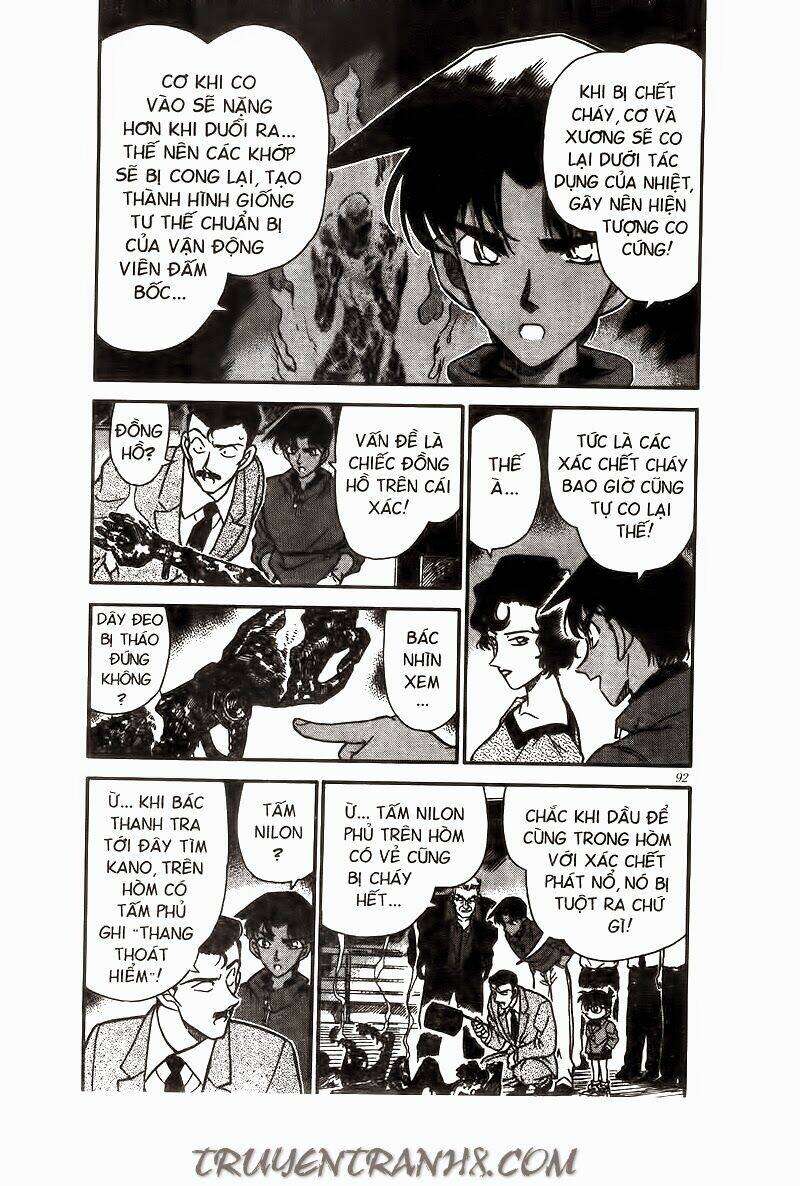 KHI BỊ CHẾT
CHÁY, CƠ VÀ
XƯƠNG SẼ CO
LẠI DƯỚI TÁC
DỤNG CỦA NHIỆT,
GÂY NÊN HIỆN
TƯỢNG CO
CỨNG!
CƠ KHI CO
VÀO SẼ NẶNG
HƠN KHI DUỔI RA...
THẾ NÊN CÁC KHỚP
SẼ BỊ CONG LẠI, TẠO
THÀNH HÌNH GIỐNG
TƯ THẾ CHUẨN BỊ
CỦA VẬN ĐỘNG
VIÊN ĐẤM
BỐC...
TỨC LÀ CÁC
XÁC CHẾT CHÁY
BAO GIỜ CŨNG
TỰ CO LẠI
THẾ!
THẾ
À...
VẤN ĐỀ LÀ
CHIẾC ĐỒNG
HỒ TRÊN CÁI
XÁC!
ĐỒNG
HỒ?
BÁC
NHÌN
XEM
...
DÂY ĐEO
BỊ THÁO
ĐÚNG
KHÔNG
?
92
CHẮC KHI DẦU ĐỂ
CÙNG TRONG HÒM
VỚI XÁC CHẾT
PHÁT NỔ, NÓ BỊ
TUỘT RA CHỨ
GÌ!
Ừ... TẤM NILON
PHỦ TRÊN HÒM
CÓ VẺ CŨNG
BỊ CHÁY
HẾT...
TẤM
NILON
?
Ừ... KHI BÁC
THANH TRA
TỚI ĐÂY TÌM
KANO, TRÊN
HÒM CÓ
TẤM PHỦ
GHI "THANG
THOÁT
HIỂM"!
TRUYENTRANH8.COM